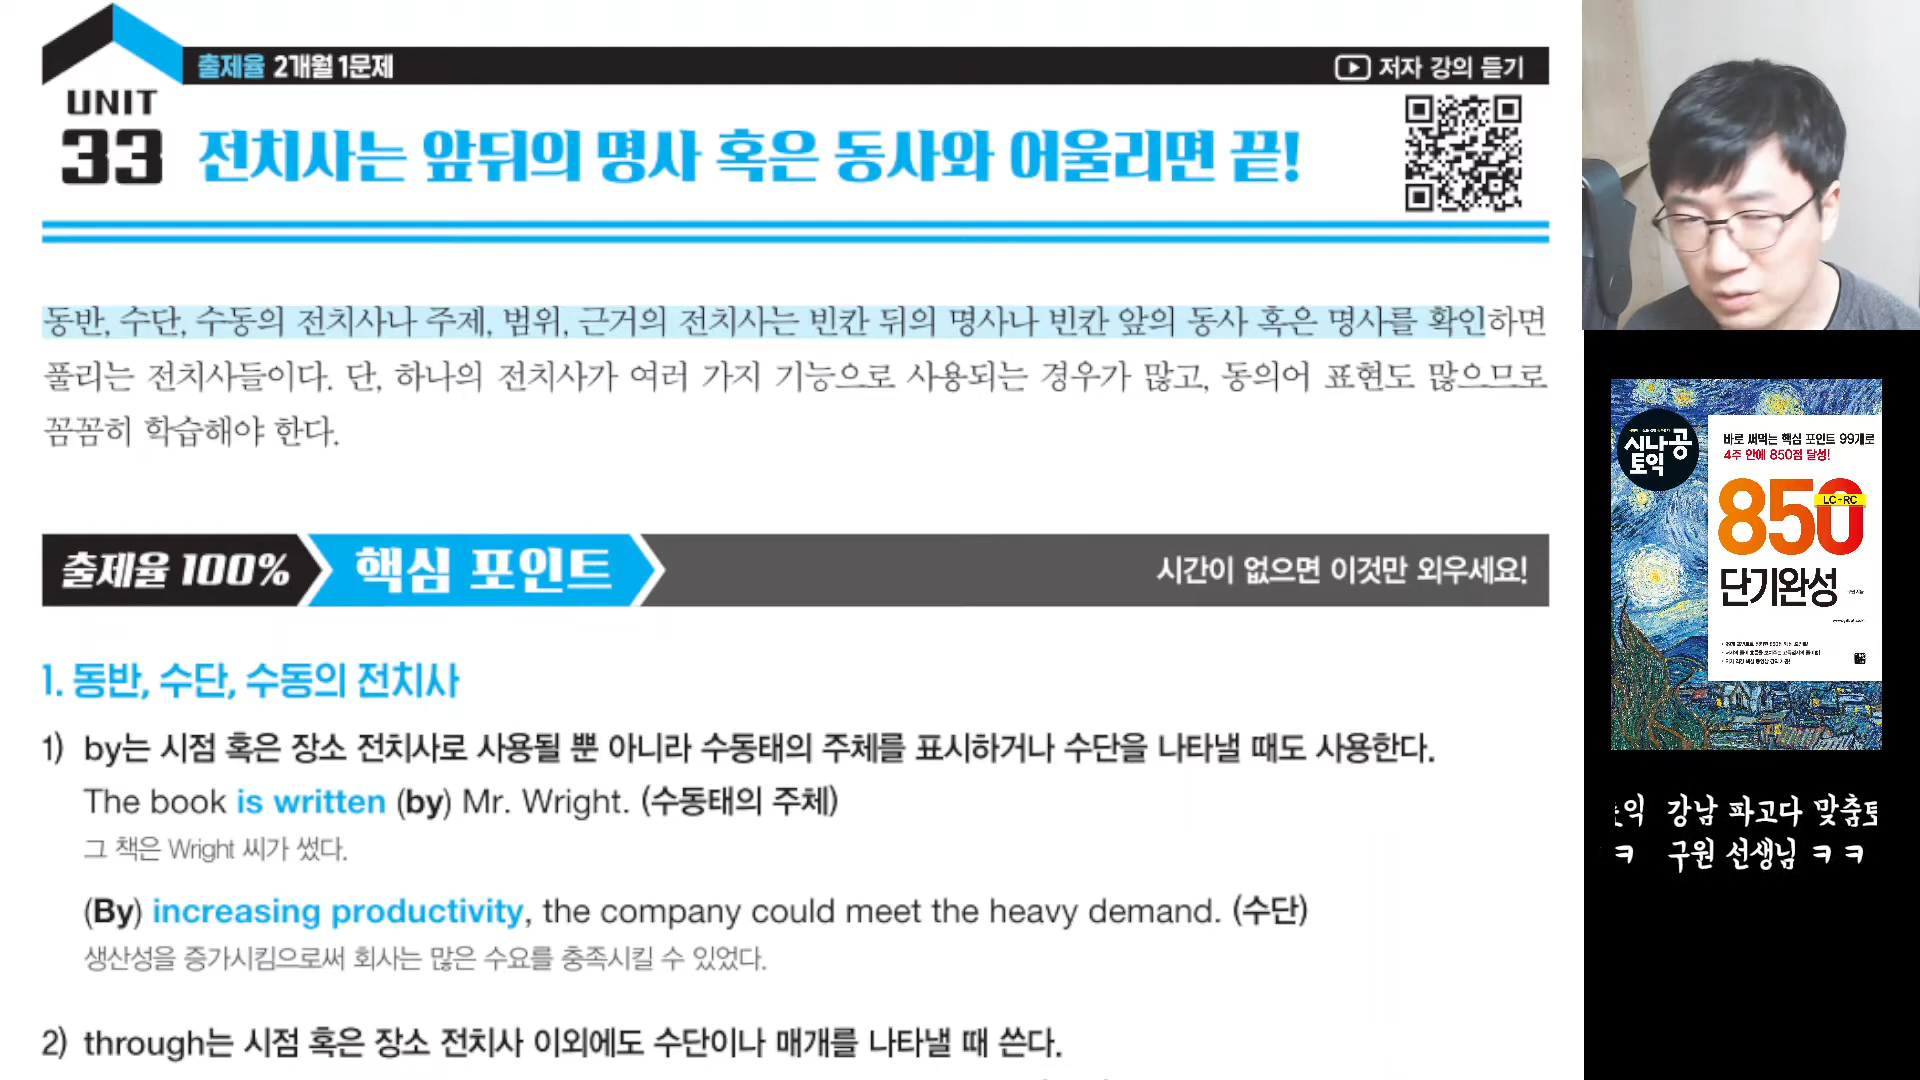 출제율 2개월 1문제
저자 강의 듣기
UNIT
33
전치사는 앞뒤의 명사 혹은 동사와 어울리면 끝!
동반, 수단, 수동의 전치사나 주제, 범위, 근거의 전치사는 빈칸 뒤의 명사나 빈칸 앞의 동사 혹은 명사를 확인하면
풀리는 전치사들이다. 단, 하나의 전치사가 여러 가지 기능으로 사용되는 경우가 많고, 동의어 표현도 많으므로
꼼꼼히 학습해야 한다.
출제율 100% 핵심 포인트
시간이 없으면 이것만 외우세요!
1. 동반, 수단, 수동의 전치사
1) by는 시점 혹은 장소 전치사로 사용될 뿐 아니라 수동태의 주체를 표시하거나 수단을 나타낼 때도 사용한다.
The book is written (by) Mr. Wright. (수동태의 주체)
그 책은 Wright 씨가 썼다.
(By) increasing productivity, the company could meet the heavy demand. (수단)
생산성을 증가시킴으로써 회사는 많은 수요를 충족시킬 수 있었다.
2) through는 시점 혹은 장소 전치사 이외에도 수단이나 매개를 나타낼 때 쓴다.
시나공
토익
바로 써먹는 핵심 포인트 99개로
4주 안에 850점 달성!
850
LC+RC
단기완성
익 강남 파고다 맞춤토
ㅋ 구원 선생님 ㅋㅋ